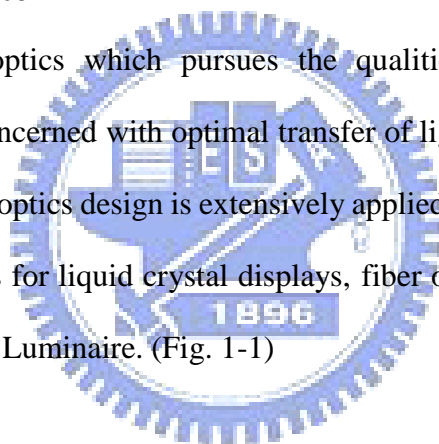 optics which pursues the qualiti
ncerned with optimal transfer of lig
optics design is extensively applied
s for liquid crystal displays, fiber o
Luminaire. (Fig. 1-1)
E S
1896